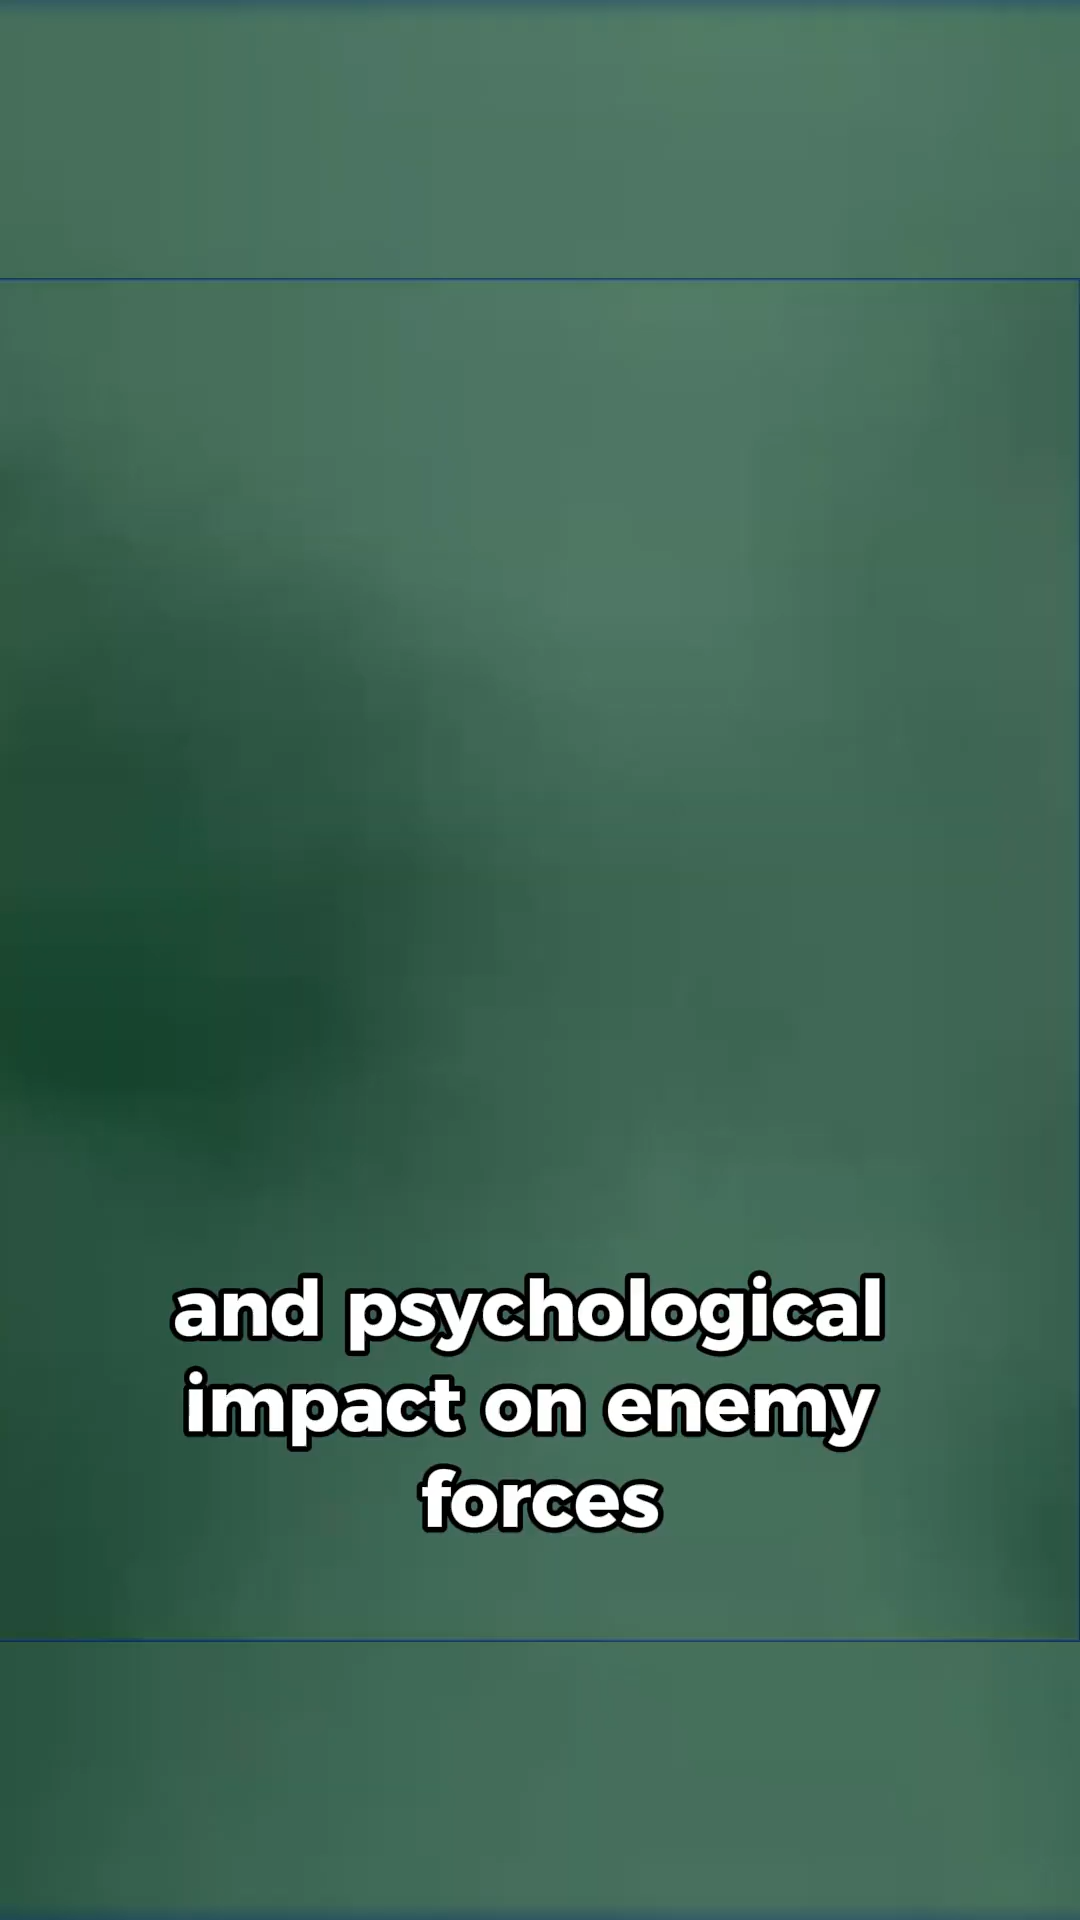 and psychological
impact on enemy
forces